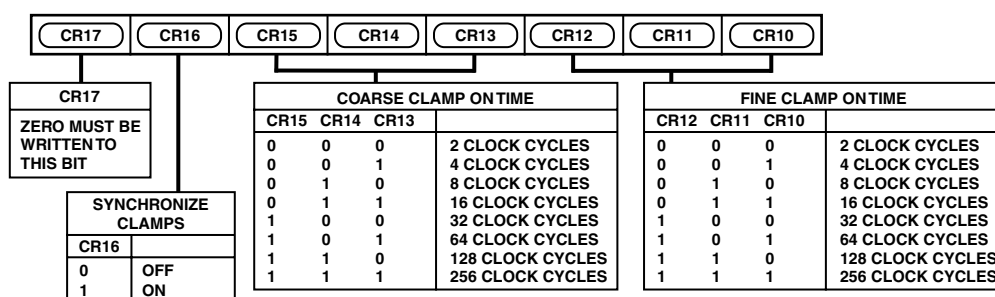 CR17 CR16 CR15 CR14 CR13 CR12 CR11 CR10
CR17
ZERO MUST BE
WRITTEN TO
THIS BIT
SYNCHRONIZE
CLAMPS
CR16
0 OFF
1 ON
COARSE CLAMP ON TIME
CR15 CR14 CR13
0 0 0 2 CLOCK CYCLES
0 0 1 4 CLOCK CYCLES
0 1 0 8 CLOCK CYCLES
0 1 1 16 CLOCK CYCLES
1 0 0 32 CLOCK CYCLES
1 0 1 64 CLOCK CYCLES
1 1 0 128 CLOCK CYCLES
1 1 1 256 CLOCK CYCLES
FINE CLAMP ON TIME
CR12 CR11 CR10
0 0 0 2 CLOCK CYCLES
0 0 1 4 CLOCK CYCLES
0 1 0 8 CLOCK CYCLES
0 1 1 16 CLOCK CYCLES
1 0 0 32 CLOCK CYCLES
1 0 1 64 CLOCK CYCLES
1 1 0 128 CLOCK CYCLES
1 1 1 256 CLOCK CYCLES